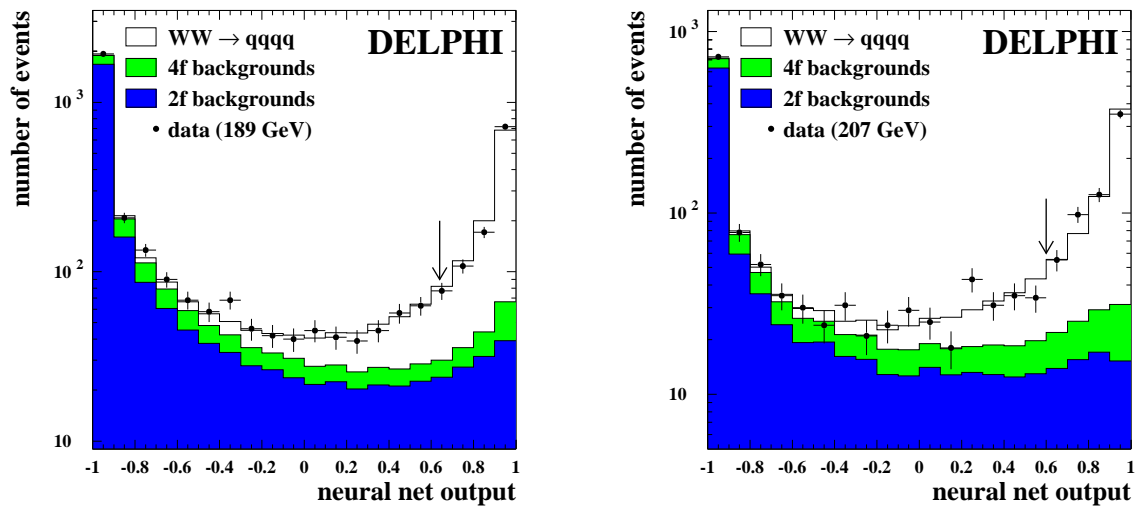 number of events
10³
10²
10
WW → qqqq
4f backgrounds
2f backgrounds
data (189 GeV)
DELPHI
-1 -0.8 -0.6 -0.4 -0.2 0 0.2 0.4 0.6 0.8 1
neural net output
number of events
10³
10²
10
WW → qqqq
4f backgrounds
2f backgrounds
data (207 GeV)
DELPHI
-1 -0.8 -0.6 -0.4 -0.2 0 0.2 0.4 0.6 0.8 1
neural net output